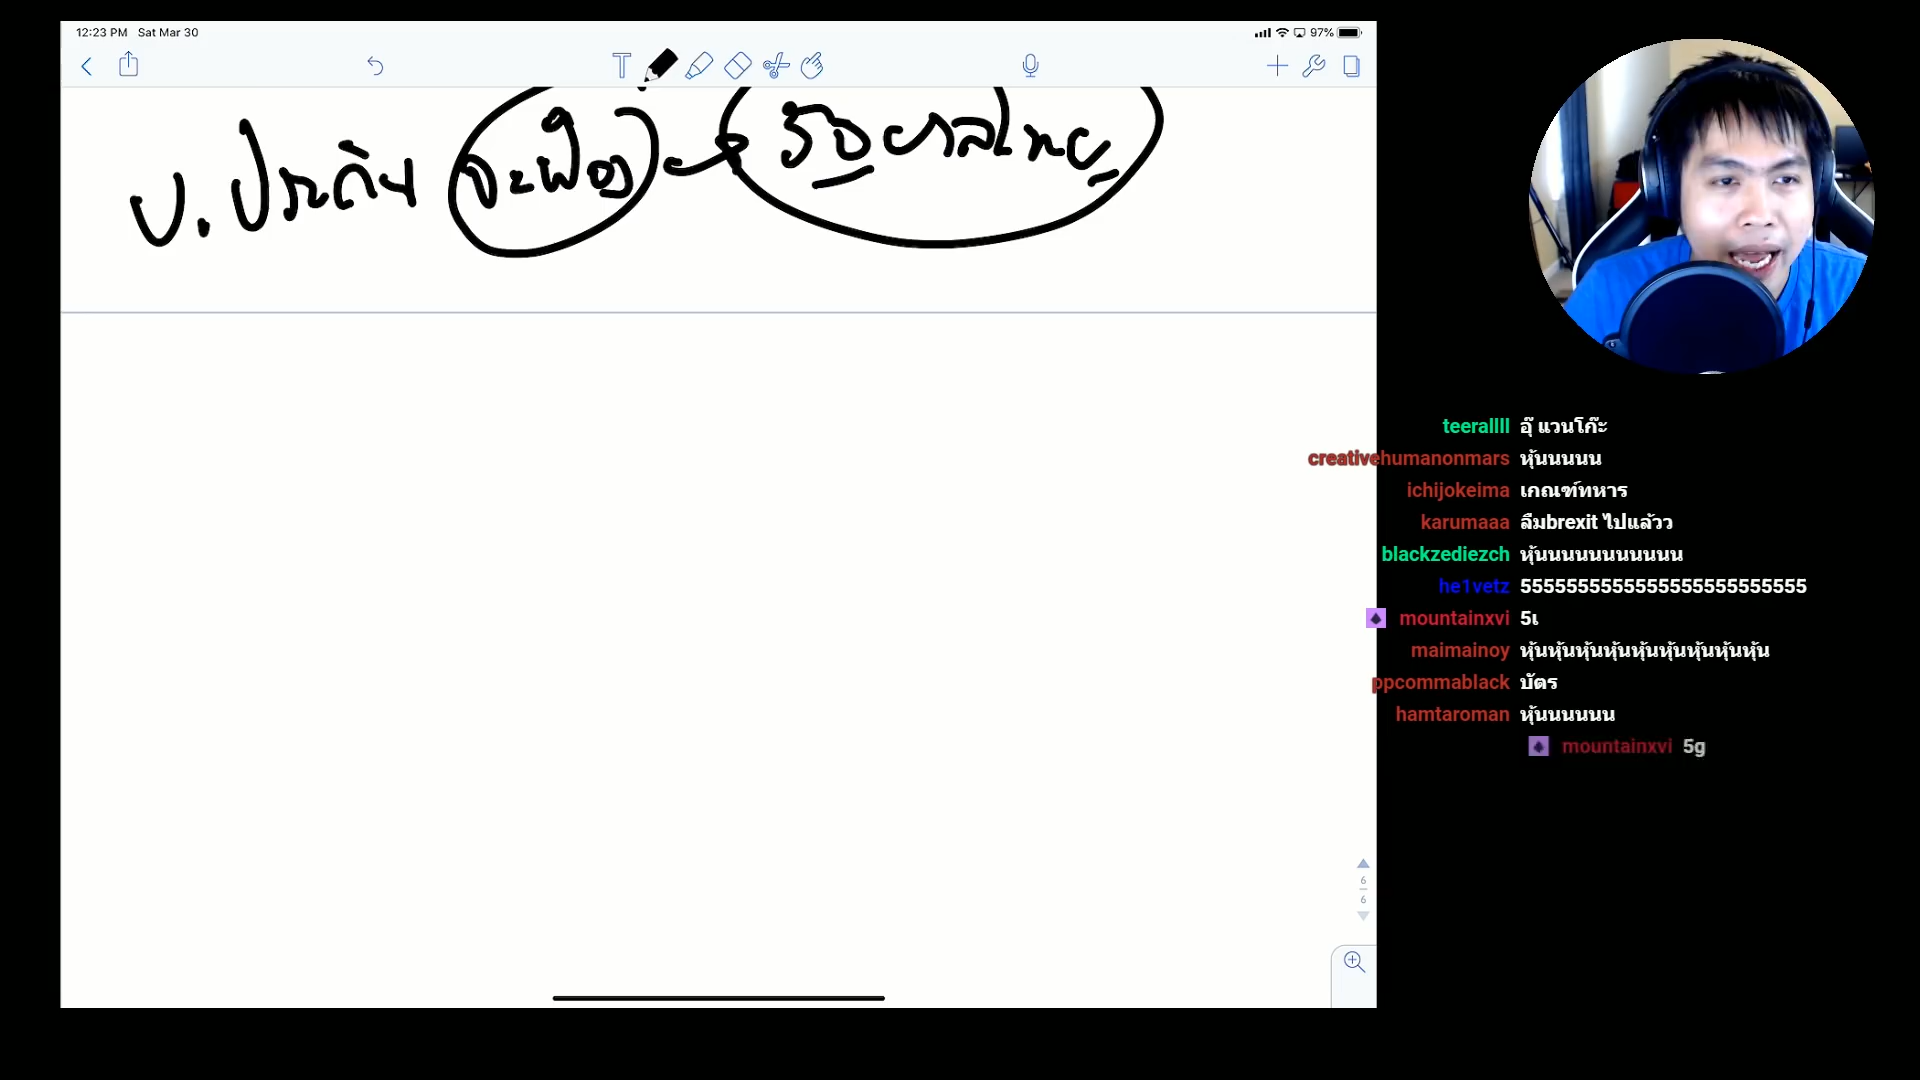 12:23 PM Sat Mar 30
97%
บ.ประกัน จะฟ้อง รัฐบาลไทย
teerallll อุ๊ แวนโก๊ะ
creativehumanonmars หุ้นนนนน
ichijokeima เกณฑ์ทหาร
karumaaa ลืมbrexit ไปแล้วว
blackzediezch หุ้นนนนนนนนนนน
he1vetz 5555555555555555555555555
mountainxvi 5เ
maimainoy หุ้นหุ้นหุ้นหุ้นหุ้นหุ้นหุ้นหุ้นหุ้น
ppcommablack บัตร
hamtaroman หุ้นนนนนน
mountainxvi 5g
6
6